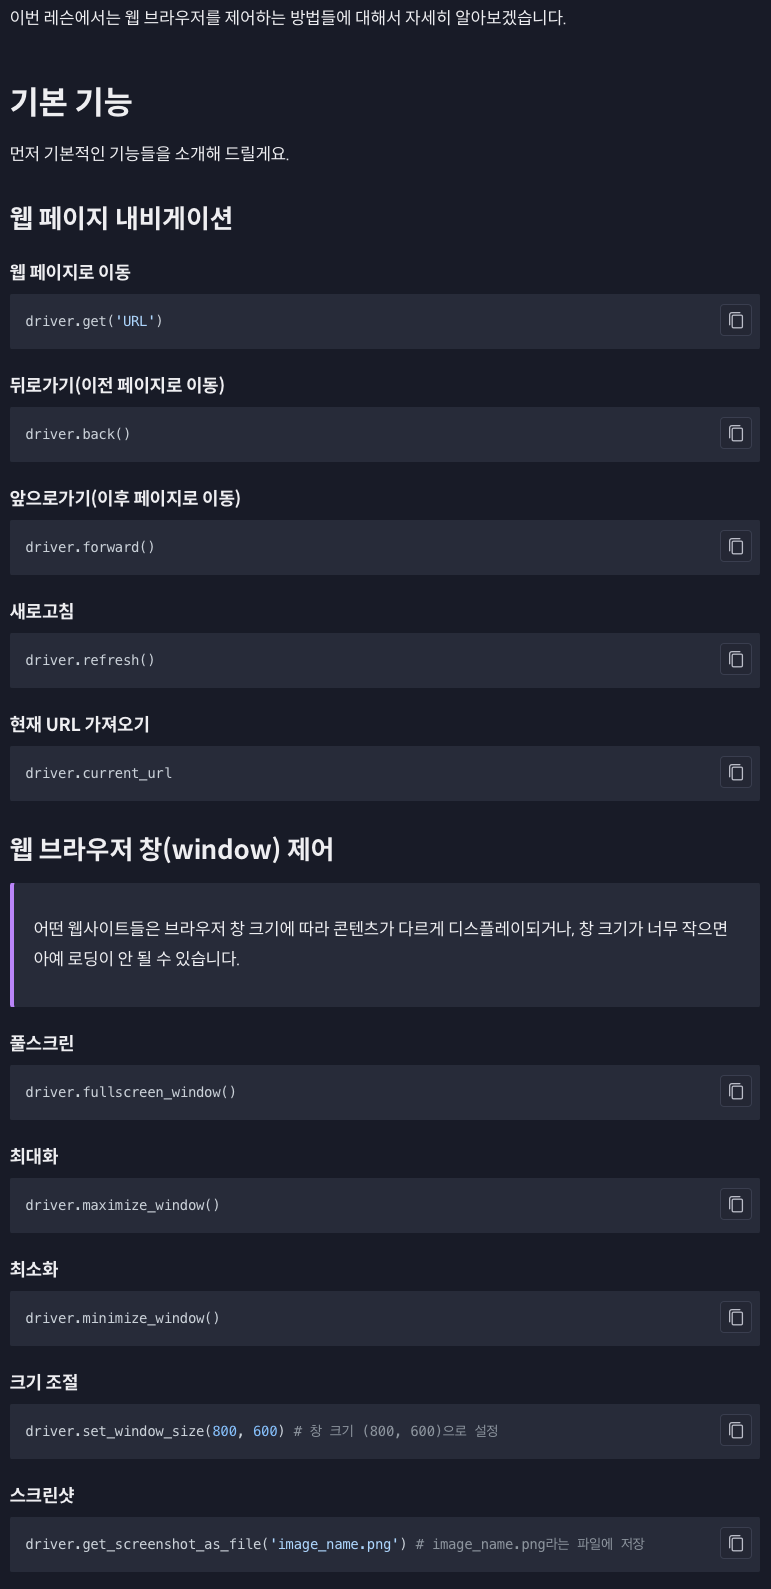 이번 레슨에서는 웹 브라우저를 제어하는 방법들에 대해서 자세히 알아보겠습니다.
기본 기능
먼저 기본적인 기능들을 소개해 드릴게요.
웹 페이지 내비게이션
웹 페이지로 이동
driver.get('URL')
뒤로가기(이전 페이지로 이동)
driver.back()
앞으로가기(이후 페이지로 이동)
driver.forward()
새로고침
driver.refresh()
현재 URL 가져오기
driver.current_url
웹 브라우저 창(window) 제어
어떤 웹사이트들은 브라우저 창 크기에 따라 콘텐츠가 다르게 디스플레이되거나, 창 크기가 너무 작으면
아예 로딩이 안 될 수 있습니다.
풀스크린
driver.fullscreen_window()
최대화
driver.maximize_window()
최소화
driver.minimize_window()
크기 조절
driver.set_window_size(800, 600) # 창 크기 (800, 600)으로 설정
스크린샷
driver.get_screenshot_as_file('image_name.png') # image_name.png라는 파일에 저장